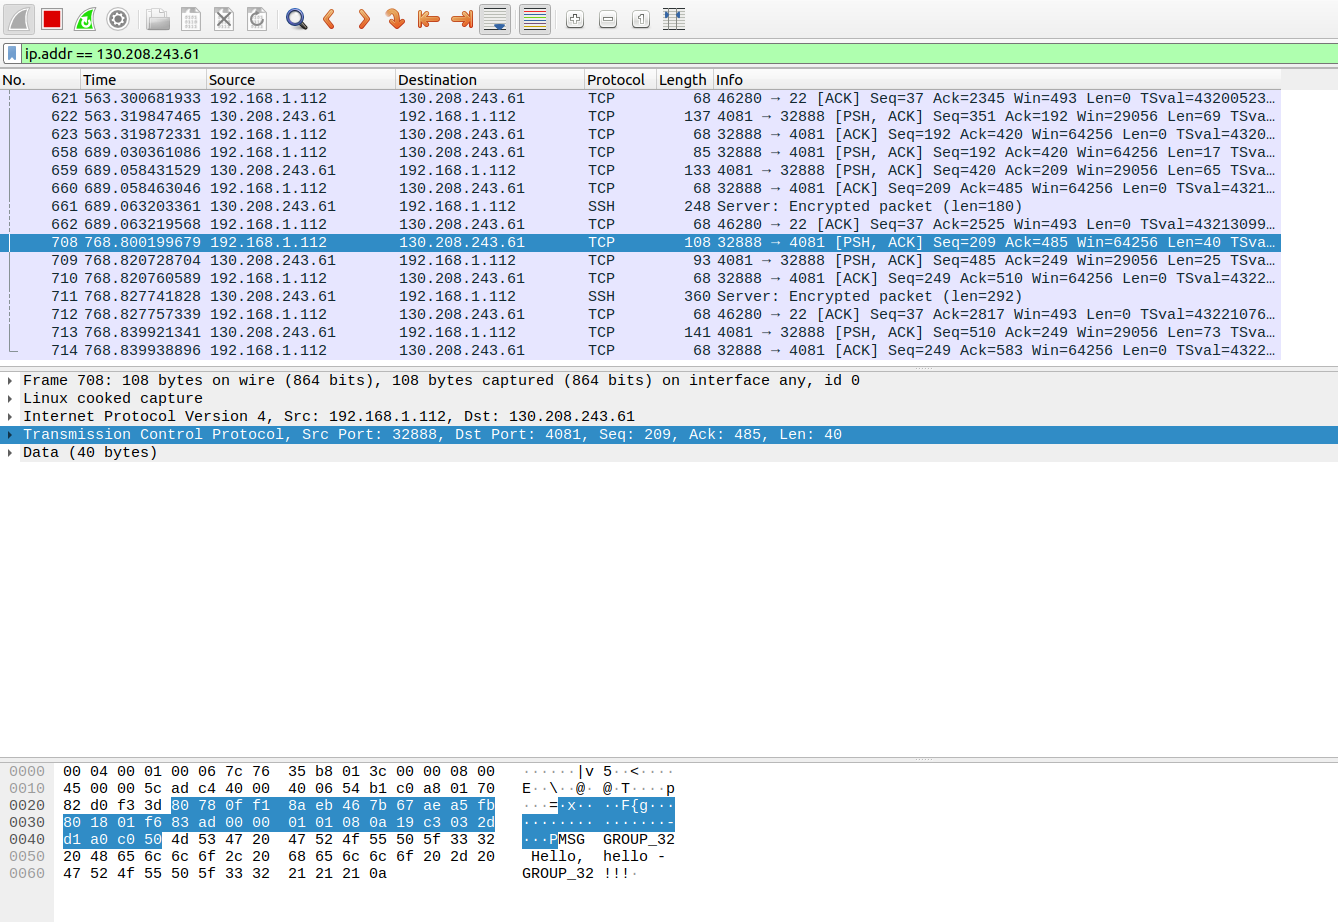 ip.addr == 130.208.243.61
No. Time Source Destination Protocol Length Info
621 563.300681933 192.168.1.112 130.208.243.61 TCP 68 46280 → 22 [ACK] Seq=37 Ack=2345 Win=493 Len=0 TSval=43200523…
622 563.319847465 130.208.243.61 192.168.1.112 TCP 137 4081 → 32888 [PSH, ACK] Seq=351 Ack=192 Win=29056 Len=69 TSva…
623 563.319872331 192.168.1.112 130.208.243.61 TCP 68 32888 → 4081 [ACK] Seq=192 Ack=420 Win=64256 Len=0 TSval=4320…
658 689.030361086 192.168.1.112 130.208.243.61 TCP 85 32888 → 4081 [PSH, ACK] Seq=192 Ack=420 Win=64256 Len=17 TSva…
659 689.058431529 130.208.243.61 192.168.1.112 TCP 133 4081 → 32888 [PSH, ACK] Seq=420 Ack=209 Win=29056 Len=65 TSva…
660 689.058463046 192.168.1.112 130.208.243.61 TCP 68 32888 → 4081 [ACK] Seq=209 Ack=485 Win=64256 Len=0 TSval=4321…
661 689.063203361 130.208.243.61 192.168.1.112 SSH 248 Server: Encrypted packet (len=180)
662 689.063219568 192.168.1.112 130.208.243.61 TCP 68 46280 → 22 [ACK] Seq=37 Ack=2525 Win=493 Len=0 TSval=43213099…
708 768.800199679 192.168.1.112 130.208.243.61 TCP 108 32888 → 4081 [PSH, ACK] Seq=209 Ack=485 Win=64256 Len=40 TSva…
709 768.820728704 130.208.243.61 192.168.1.112 TCP 93 4081 → 32888 [PSH, ACK] Seq=485 Ack=249 Win=29056 Len=25 TSva…
710 768.820760589 192.168.1.112 130.208.243.61 TCP 68 32888 → 4081 [ACK] Seq=249 Ack=510 Win=64256 Len=0 TSval=4322…
711 768.827741828 130.208.243.61 192.168.1.112 SSH 360 Server: Encrypted packet (len=292)
712 768.827757339 192.168.1.112 130.208.243.61 TCP 68 46280 → 22 [ACK] Seq=37 Ack=2817 Win=493 Len=0 TSval=43221076…
713 768.839921341 130.208.243.61 192.168.1.112 TCP 141 4081 → 32888 [PSH, ACK] Seq=510 Ack=249 Win=29056 Len=73 TSva…
714 768.839938896 192.168.1.112 130.208.243.61 TCP 68 32888 → 4081 [ACK] Seq=249 Ack=583 Win=64256 Len=0 TSval=4322…
Frame 708: 108 bytes on wire (864 bits), 108 bytes captured (864 bits) on interface any, id 0
Linux cooked capture
Internet Protocol Version 4, Src: 192.168.1.112, Dst: 130.208.243.61
Transmission Control Protocol, Src Port: 32888, Dst Port: 4081, Seq: 209, Ack: 485, Len: 40
Data (40 bytes)
0000 00 04 00 01 00 06 7c 76 35 b8 01 3c 00 00 08 00 ······|v 5··<····
0010 45 00 00 5c ad c4 40 00 40 06 54 b1 c0 a8 01 70 E··\··@· @·T····p
0020 82 d0 f3 3d 80 78 0f f1 8a eb 46 7b 67 ae a5 fb ···=·x·· ··F{g···
0030 80 18 01 f6 83 ad 00 00 01 01 08 0a 19 c3 03 2d ········ ·······-
0040 d1 a0 c0 50 4d 53 47 20 47 52 4f 55 50 5f 33 32 ···PMSG GROUP_32
0050 20 48 65 6c 6c 6f 2c 20 68 65 6c 6c 6f 20 2d 20 Hello, hello -
0060 47 52 4f 55 50 5f 33 32 21 21 21 0a GROUP_32 !!!·